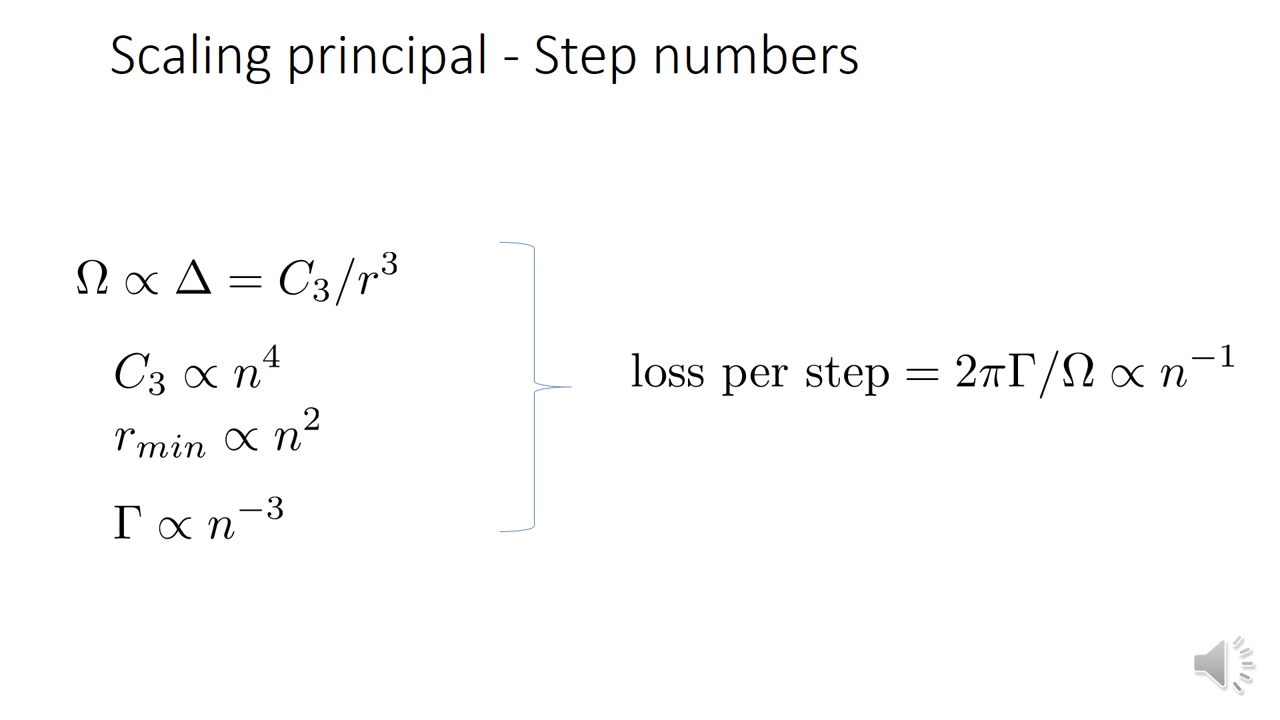 Scaling principal - Step numbers
Ω ∝ Δ = C₃/r³
C₃ ∝ n⁴
r_min ∝ n²
Γ ∝ n⁻³
loss per step = 2πΓ/Ω ∝ n⁻¹